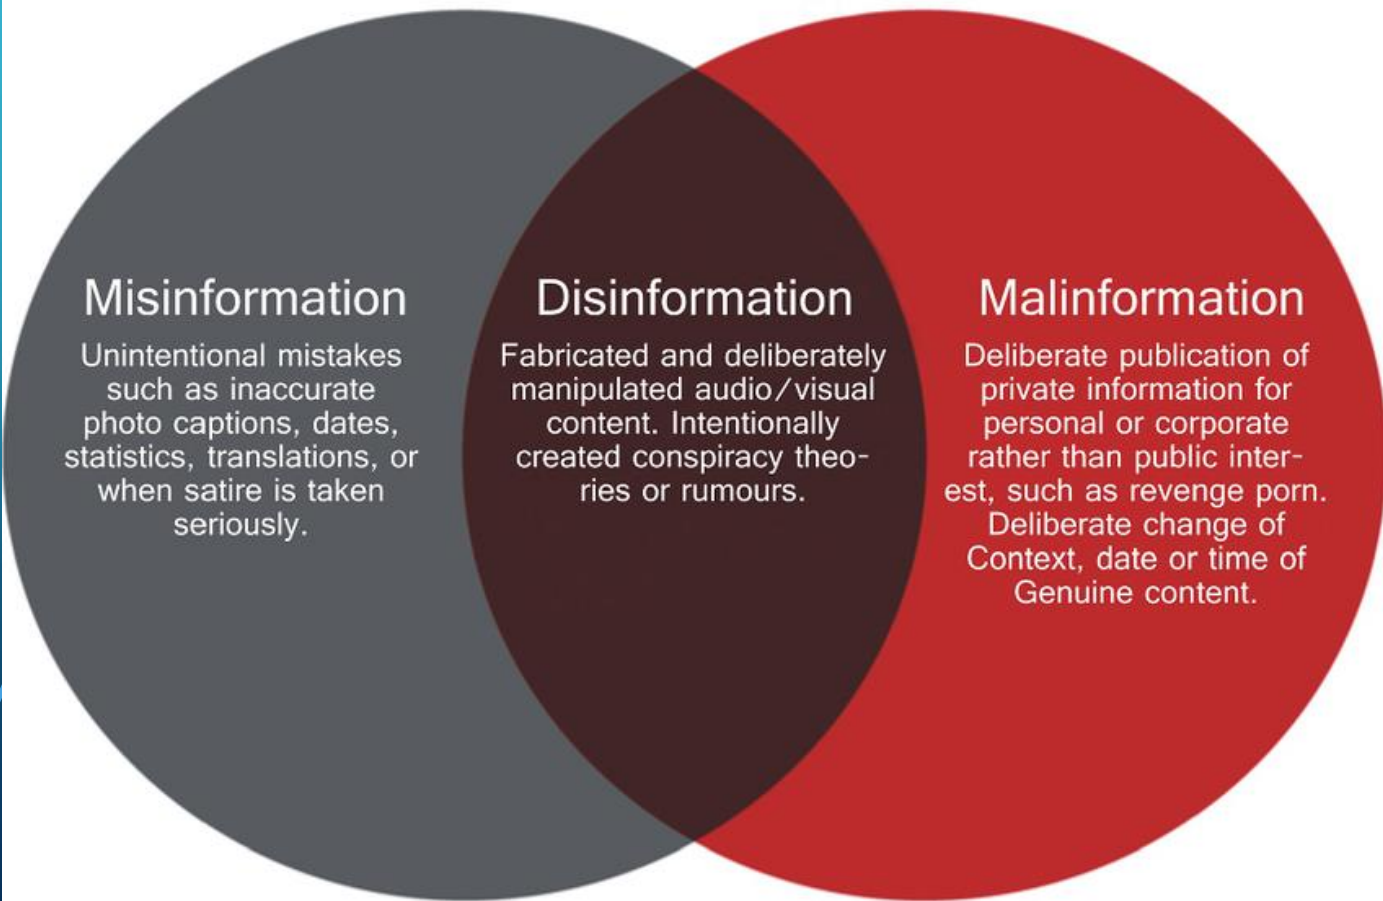 Misinformation
Unintentional mistakes
such as inaccurate
photo captions, dates,
statistics, translations, or
when satire is taken
seriously.
Disinformation
Fabricated and deliberately
manipulated audio/visual
content. Intentionally
created conspiracy theo-
ries or rumours.
Malinformation
Deliberate publication of
private information for
personal or corporate
rather than public inter-
est, such as revenge porn.
Deliberate change of
Context, date or time of
Genuine content.